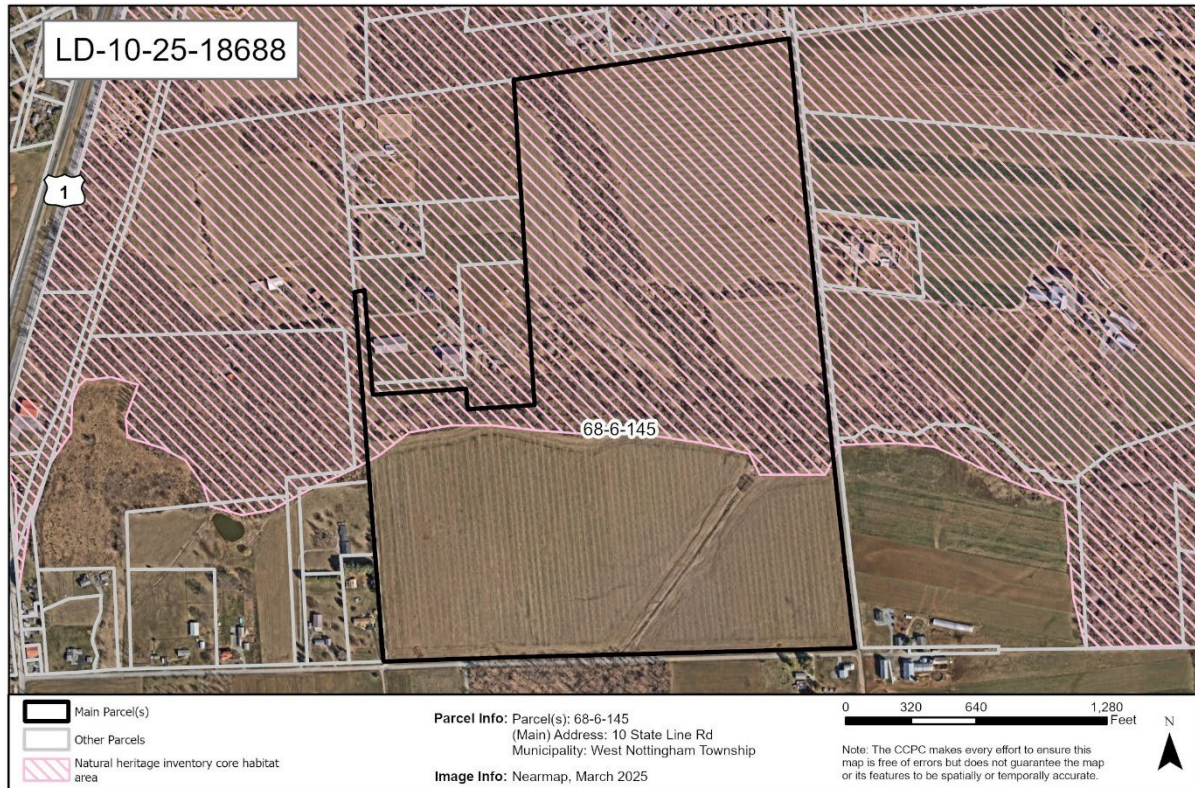 LD-10-25-18688
1
68-6-145
Main Parcel(s)
Other Parcels
Natural heritage inventory core habitat
area
Parcel Info: Parcel(s): 68-6-145
(Main) Address: 10 State Line Rd
Municipality: West Nottingham Township
Image Info: Nearmap, March 2025
0 320 640 1,280
Feet
Note: The CCPC makes every effort to ensure this
map is free of errors but does not guarantee the map
or its features to be spatially or temporally accurate.
N